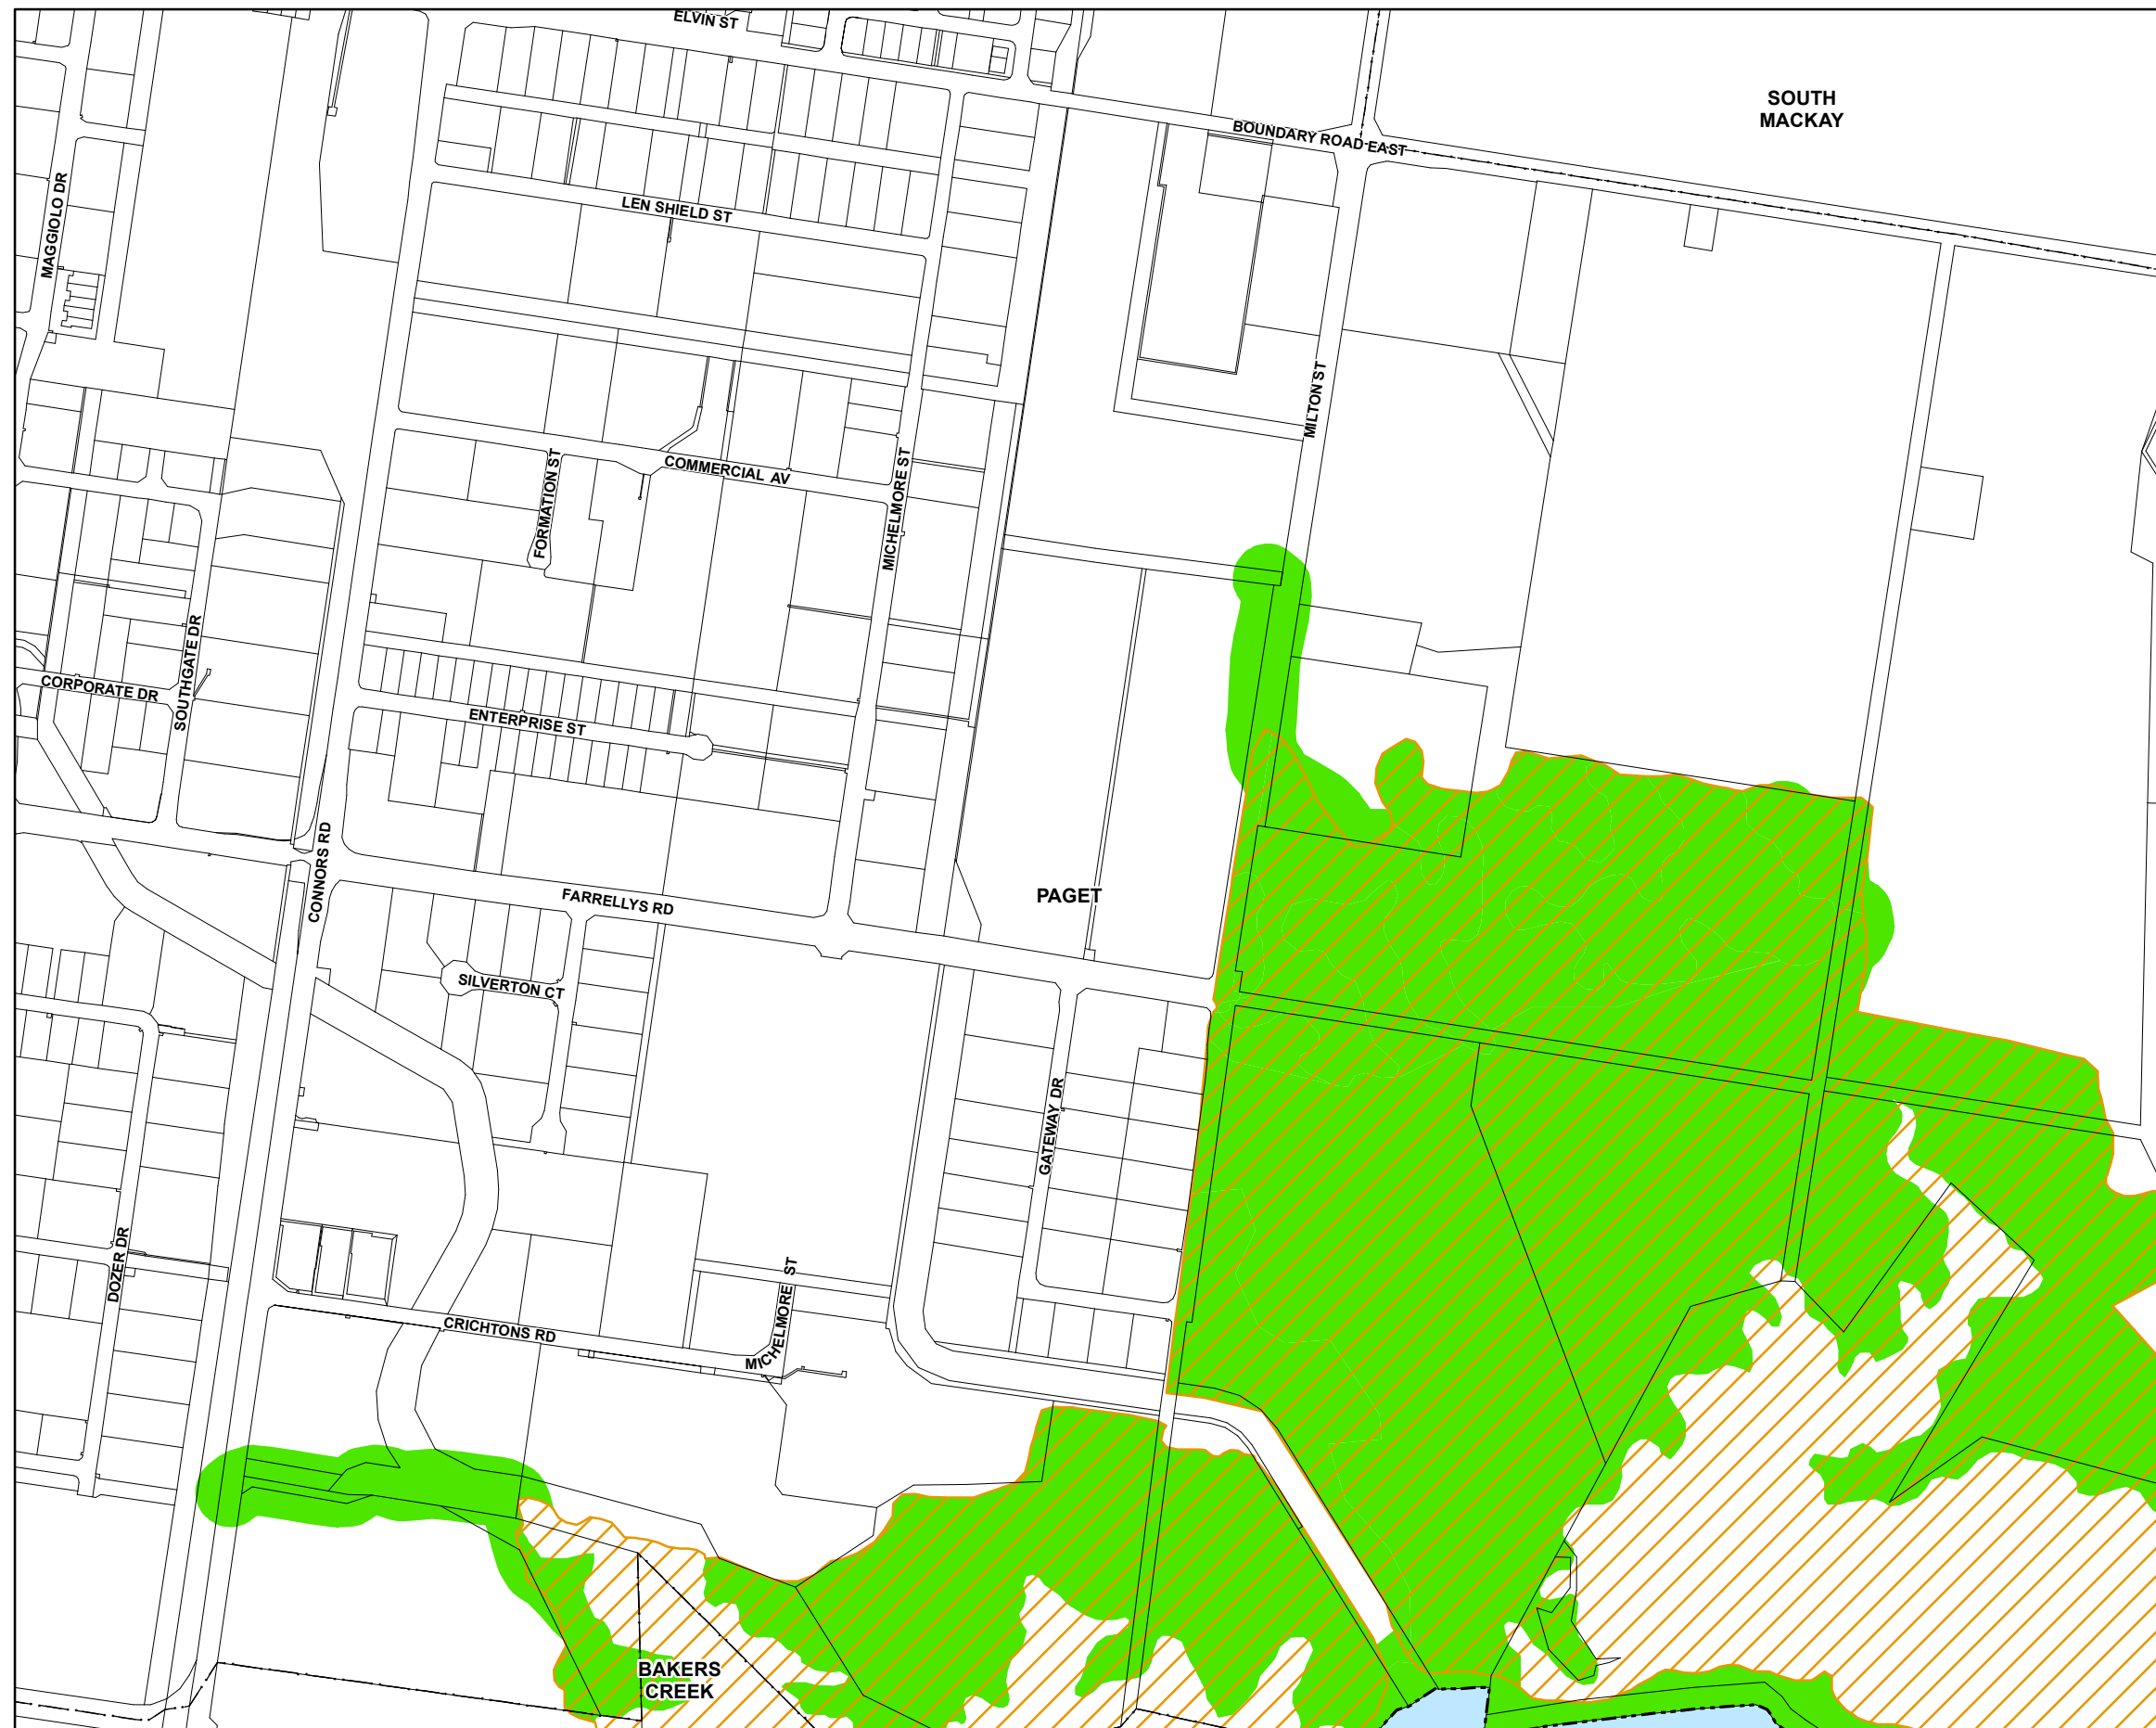 ELVIN ST
SOUTH
MACKAY
BOUNDARY ROAD EAST
MAGGIOLO DR
LEN SHIELD ST
MILTON ST
COMMERCIAL AV
FORMATION ST
MICHELMORE ST
SOUTHGATE DR
CORPORATE DR
ENTERPRISE ST
CONNORS RD
FARRELLYS RD
PAGET
SILVERTON CT
GATEWAY DR
DOZER DR
MICHELMORE ST
CRICHTONS RD
BAKERS
CREEK